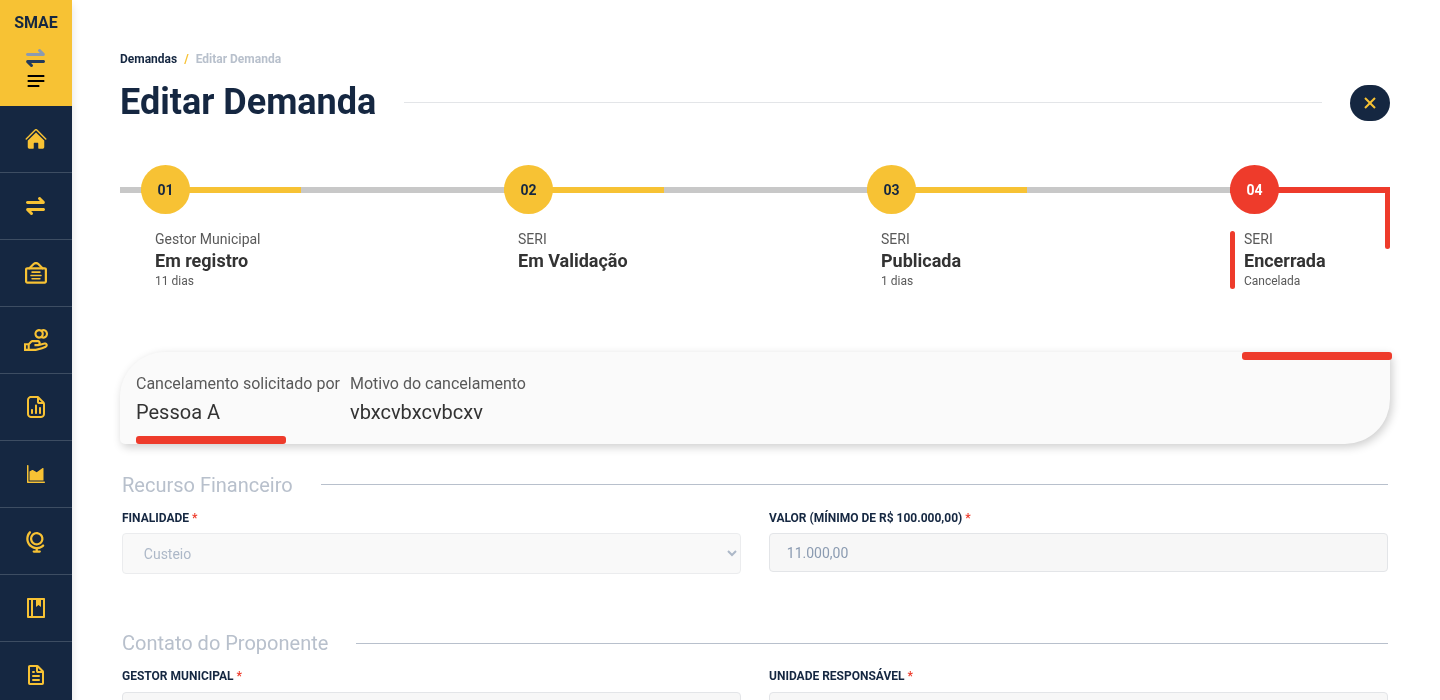 SMAE
Demandas / Editar Demanda
Editar Demanda
01
02
03
04
Gestor Municipal
Em registro
11 dias
SERI
Em Validação
SERI
Publicada
1 dias
SERI
Encerrada
Cancelada
Cancelamento solicitado por
Pessoa A
Motivo do cancelamento
vbxcvbxcvbcxv
Recurso Financeiro
FINALIDADE *
Custeio
VALOR (MÍNIMO DE R$ 100.000,00) *
11.000,00
Contato do Proponente
GESTOR MUNICIPAL *
UNIDADE RESPONSÁVEL *